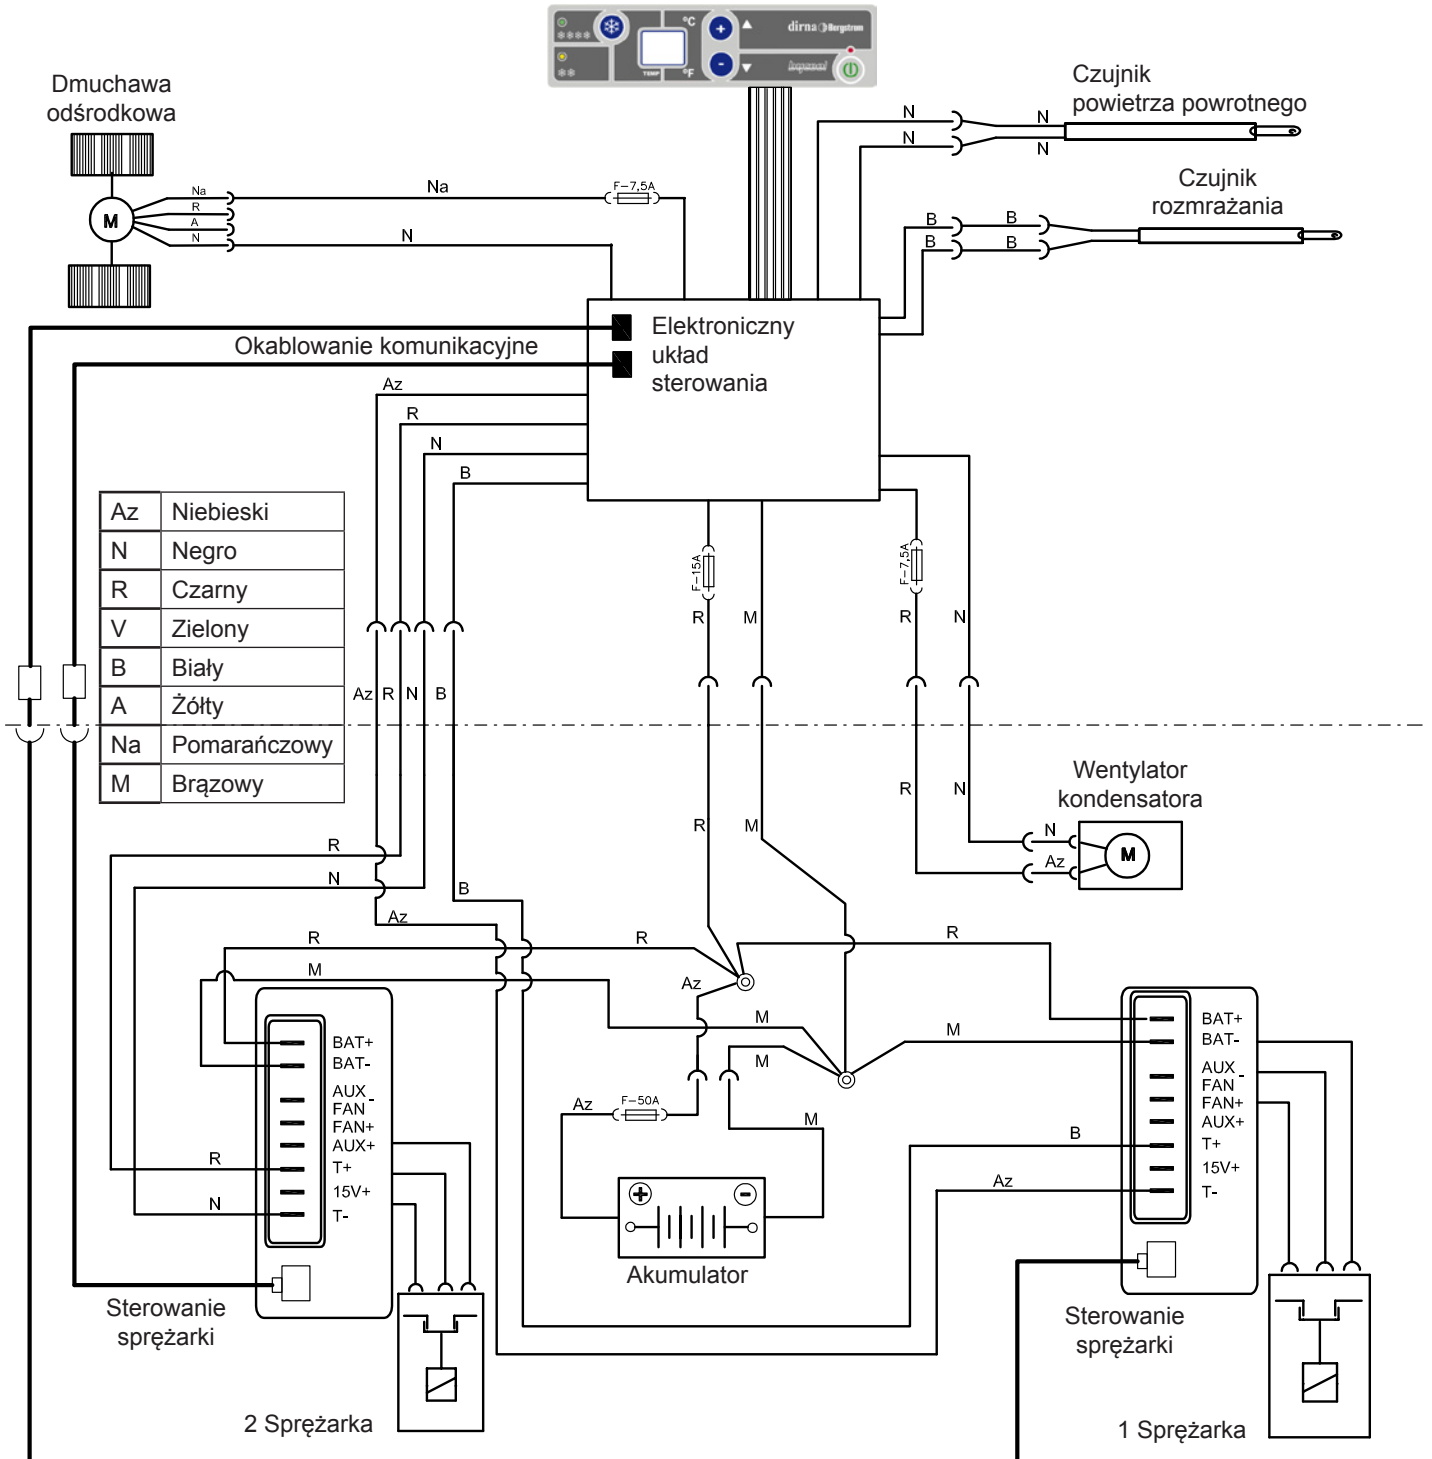 °C
dirna Bergstrom
TEMP
°F
Dmuchawa
odśrodkowa
M
Na
R
A
N
Na
N
F-7,5A
Czujnik
powietrza powrotnego
N
N
N
N
Czujnik
rozmrażania
B
B
B
B
Elektroniczny
układ
sterowania
Okablowanie komunikacyjne
Az
R
N
B
Az Niebieski
N Negro
R Czarny
V Zielony
B Biały
A Żółty
Na Pomarańczowy
M Brązowy
F-15A
F-7,5A
R
M
R
N
Az
R
N
B
R
M
R
N
Wentylator
kondensatora
N
Az
M
R
N
B
Az
R
R
R
M
Az
M
M
M
BAT+
BAT-
AUX
FAN -
FAN+
AUX+
T+
15V+
T-
R
N
Az
F-50A
M
+
-
Akumulator
BAT+
BAT-
AUX
FAN -
FAN+
AUX+
T+
15V+
T-
B
Az
Sterowanie
sprężarki
2 Sprężarka
Sterowanie
sprężarki
1 Sprężarka